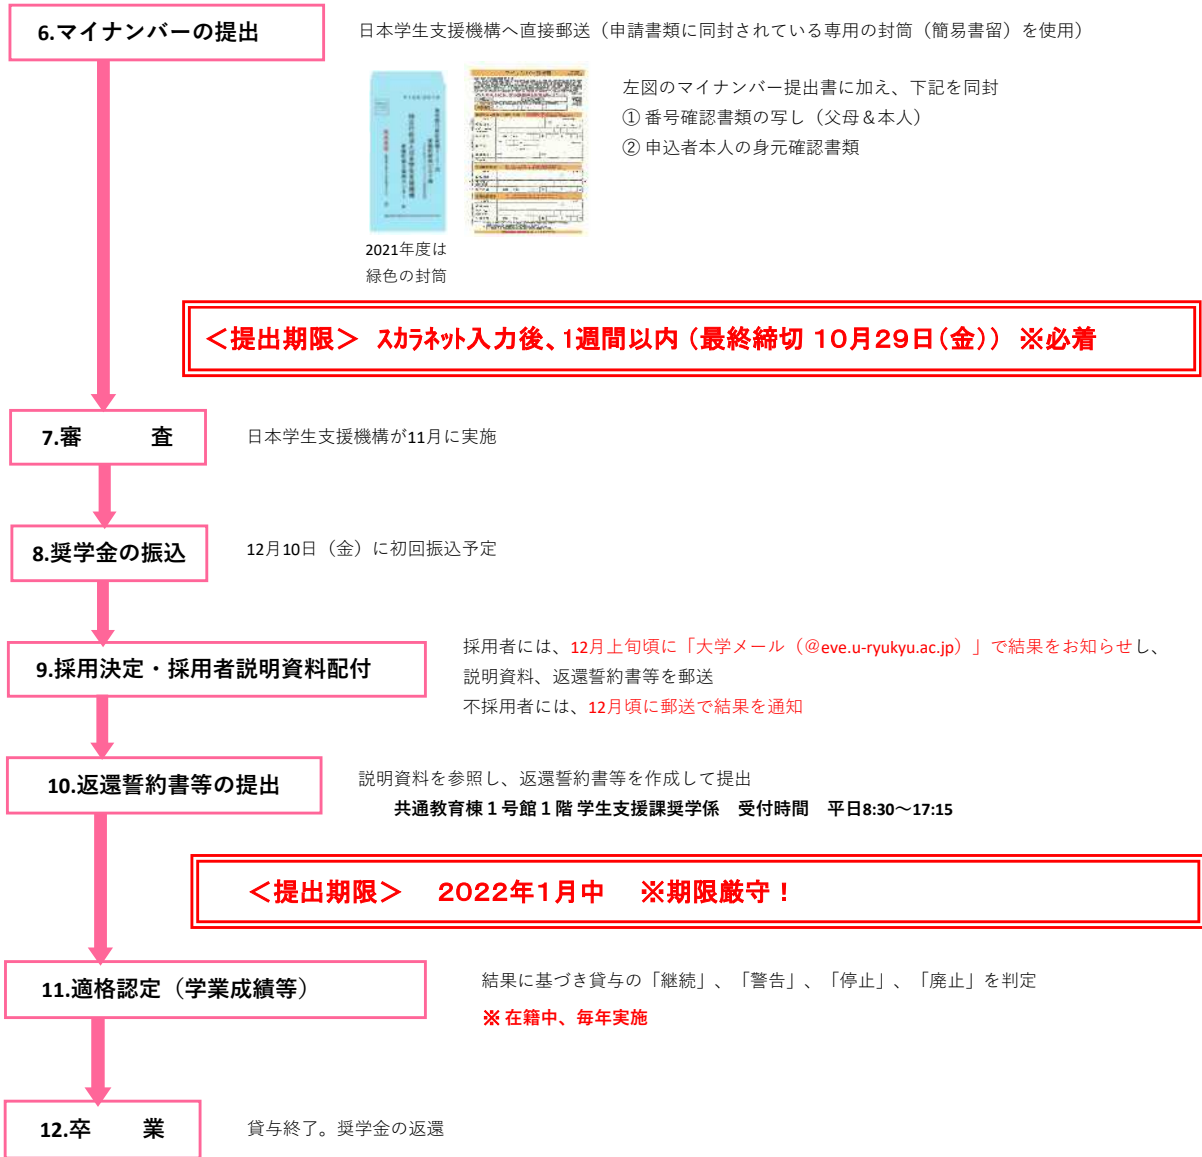 6.マイナンバーの提出
日本学生支援機構へ直接郵送（申請書類に同封されている専用の封筒（簡易書留）を使用）
左図のマイナンバー提出書に加え、下記を同封
① 番号確認書類の写し（父母＆本人）
② 申込者本人の身元確認書類
2021年度は
緑色の封筒
＜提出期限＞ ｽｶﾗﾈｯﾄ入力後、1週間以内（最終締切 10月29日（金）） ※必着
7.審 査
日本学生支援機構が11月に実施
8.奨学金の振込
12月10日（金）に初回振込予定
9.採用決定・採用者説明資料配付
採用者には、12月上旬頃に「大学メール（@eve.u-ryukyu.ac.jp）」で結果をお知らせし、
説明資料、返還誓約書等を郵送
不採用者には、12月頃に郵送で結果を通知
10.返還誓約書等の提出
説明資料を参照し、返還誓約書等を作成して提出
共通教育棟１号館１階 学生支援課奨学係 受付時間 平日8:30～17:15
＜提出期限＞ 2022年1月中 ※期限厳守！
11.適格認定（学業成績等）
結果に基づき貸与の「継続」、「警告」、「停止」、「廃止」を判定
※ 在籍中、毎年実施
12.卒 業
貸与終了。奨学金の返還